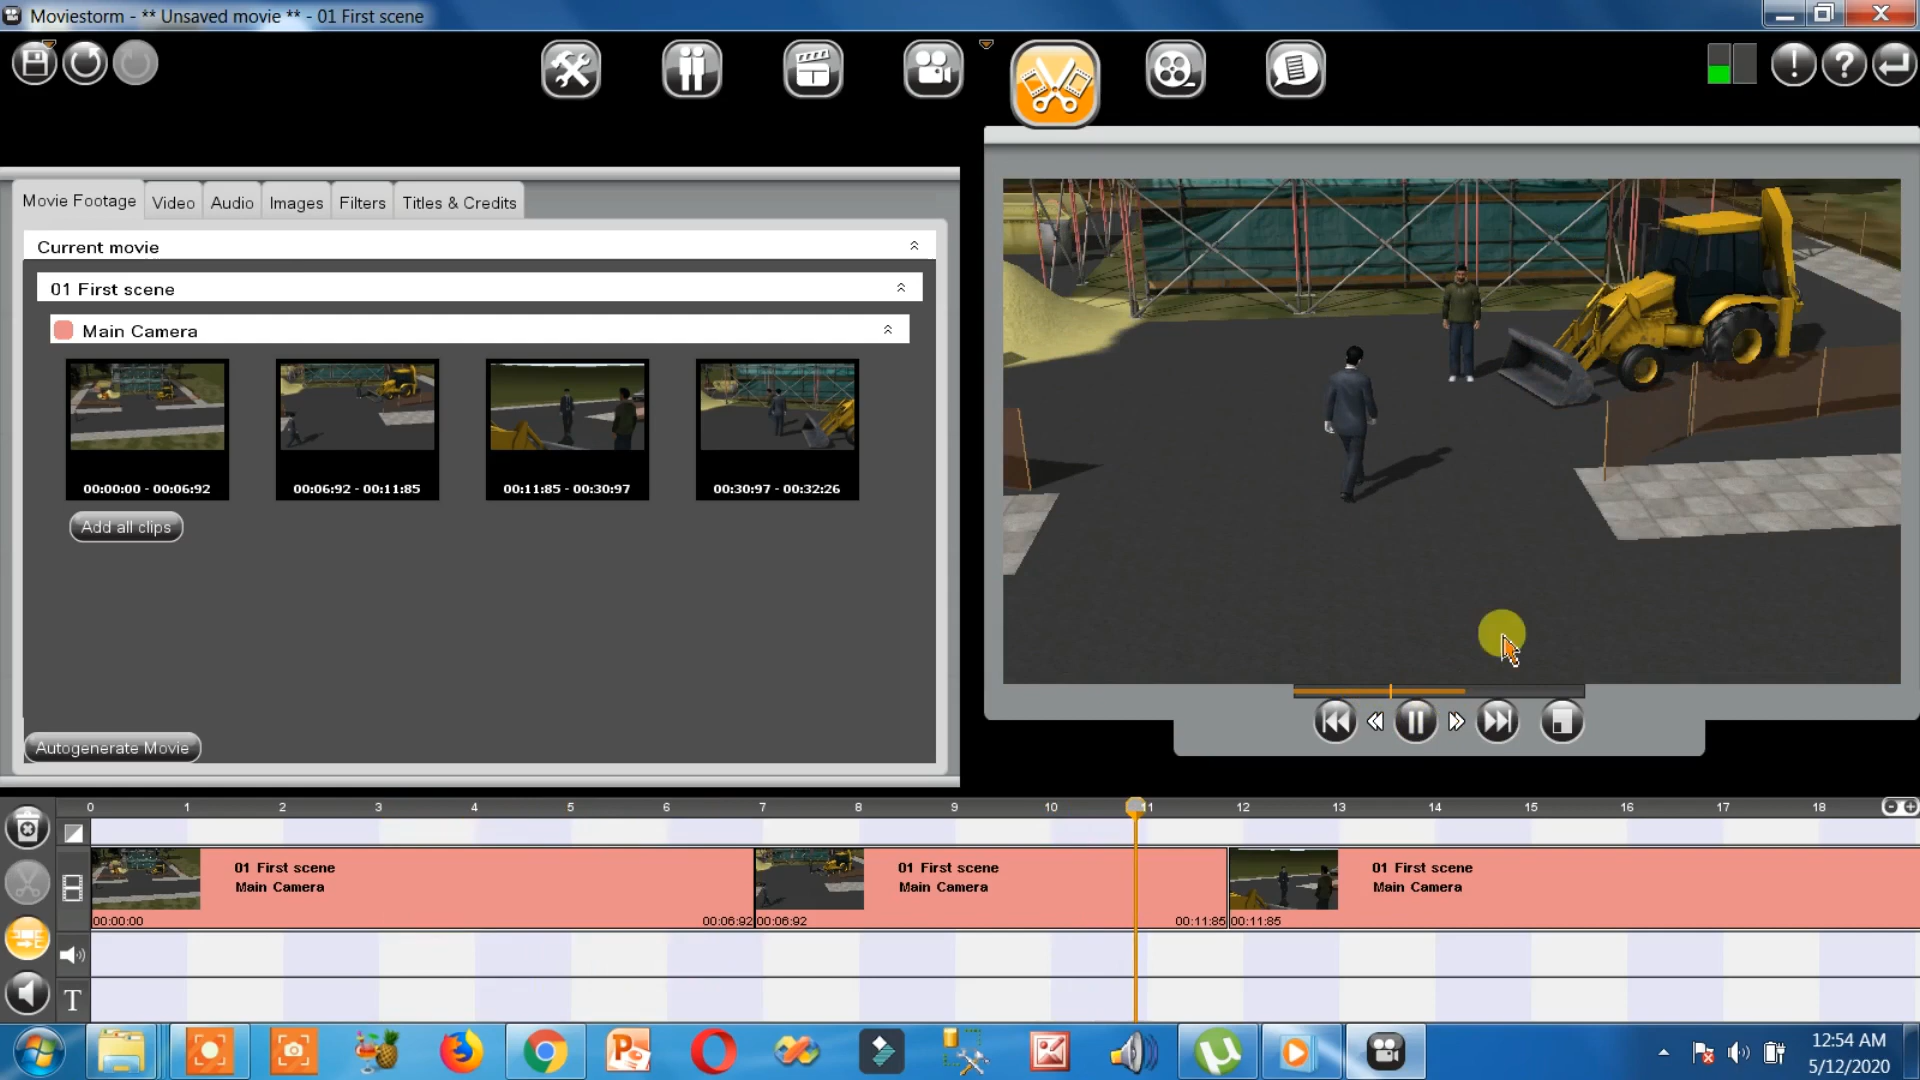 Moviestorm - ** Unsaved movie ** - 01 First scene
Movie Footage Video Audio Images Filters Titles & Credits
Current movie
01 First scene
Main Camera
00:00:00 - 00:06:92 00:06:92 - 00:11:85 00:11:85 - 00:30:97 00:30:97 - 00:32:26
Add all clips
Autogenerate Movie
0 1 2 3 4 5 6 7 8 9 10 11 12 13 14 15 16 17 18
01 First scene 01 First scene 01 First scene
Main Camera Main Camera Main Camera
00:00:00 00:06:92 00:06:92 00:11:85 00:11:85
T
12:54 AM
5/12/2020